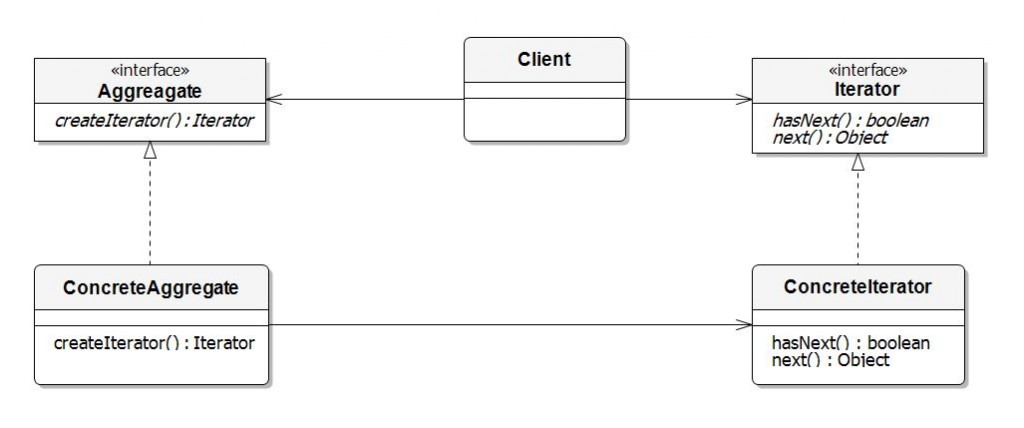 «interface»
Aggreagate
createIterator() : Iterator
Client
«interface»
Iterator
hasNext() : boolean
next() : Object
ConcreteAggregate
createIterator() : Iterator
ConcreteIterator
hasNext() : boolean
next() : Object